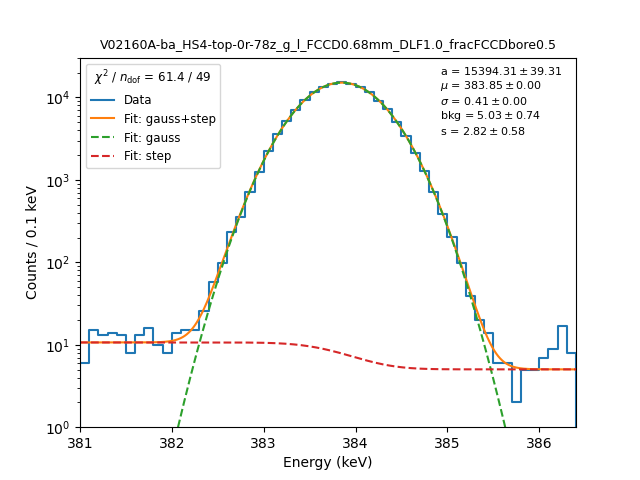 V02160A-ba_HS4-top-0r-78z_g_l_FCCD0.68mm_DLF1.0_fracFCCDbore0.5
χ² / n_dof = 61.4 / 49
Data
Fit: gauss+step
Fit: gauss
Fit: step
a = 15394.31 ± 39.31
μ = 383.85 ± 0.00
σ = 0.41 ± 0.00
bkg = 5.03 ± 0.74
s = 2.82 ± 0.58
Counts / 0.1 keV
10⁴
10³
10²
10¹
10⁰
381 382 383 384 385 386
Energy (keV)